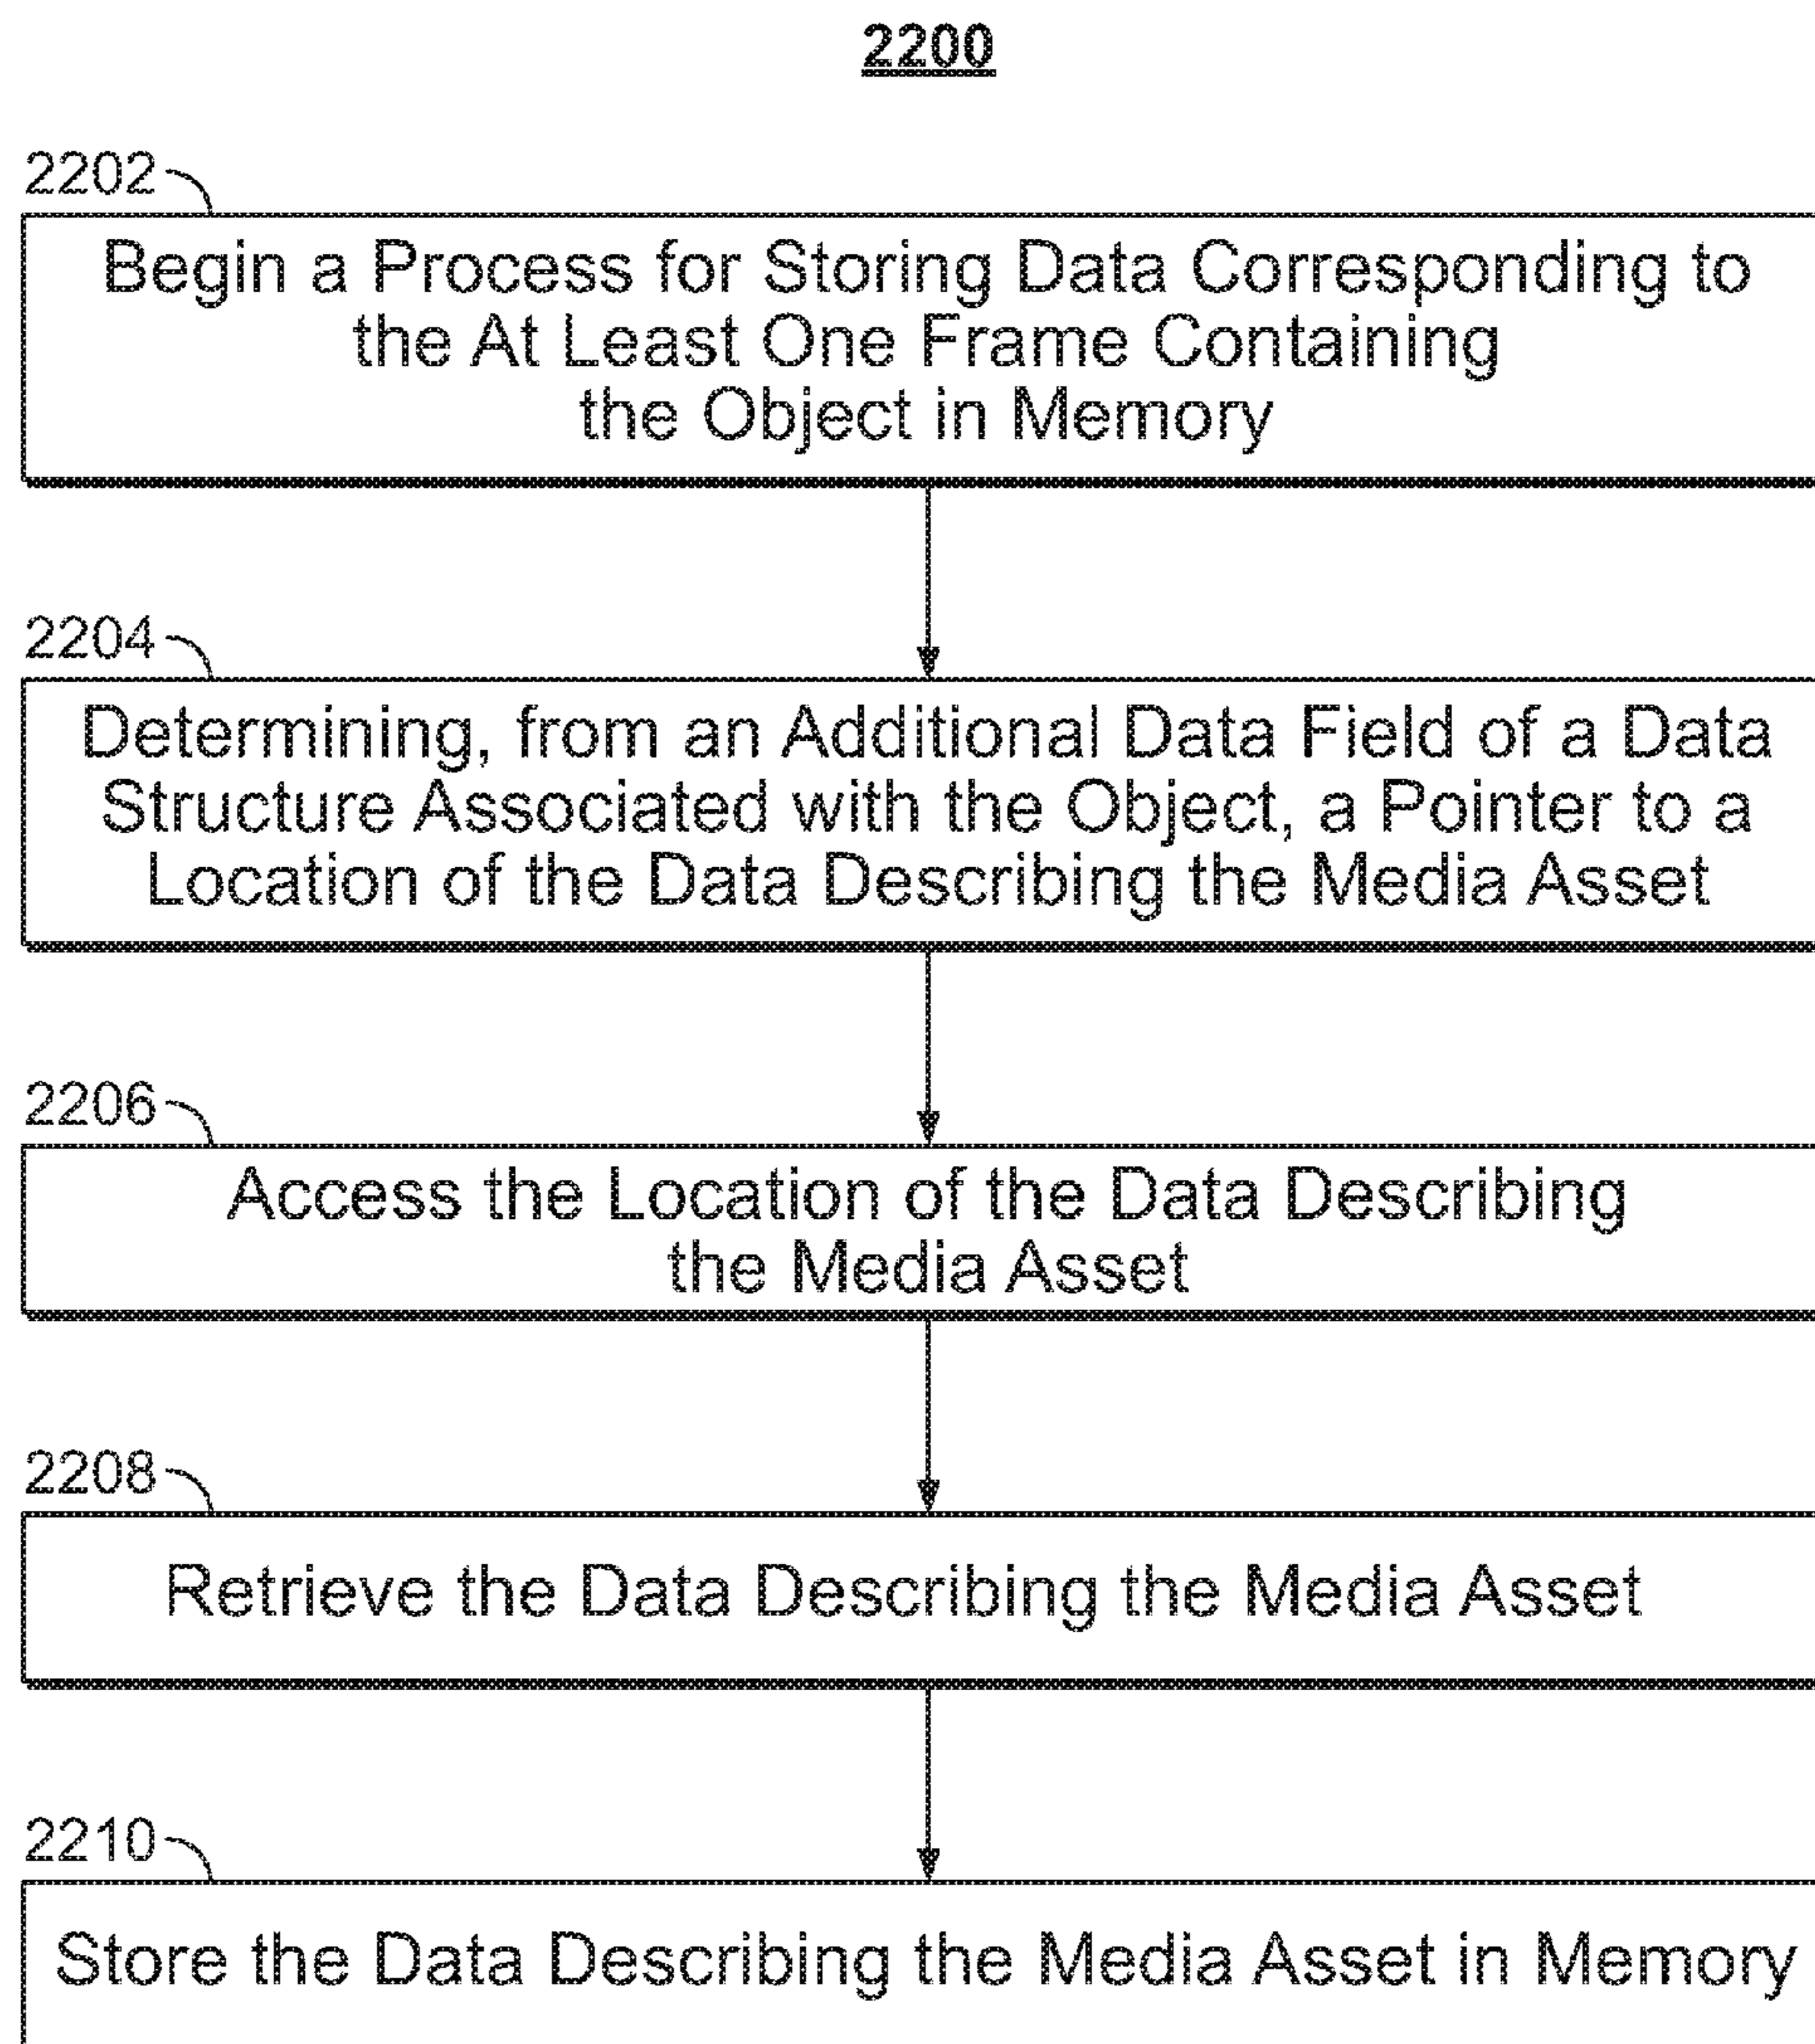 2200
2202
Begin a Process for Storing Data Corresponding to
the At Least One Frame Containing
the Object in Memory
2204
Determining, from an Additional Data Field of a Data
Structure Associated with the Object, a Pointer to a
Location of the Data Describing the Media Asset
2206
Access the Location of the Data Describing
the Media Asset
2208
Retrieve the Data Describing the Media Asset
2210
Store the Data Describing the Media Asset in Memory